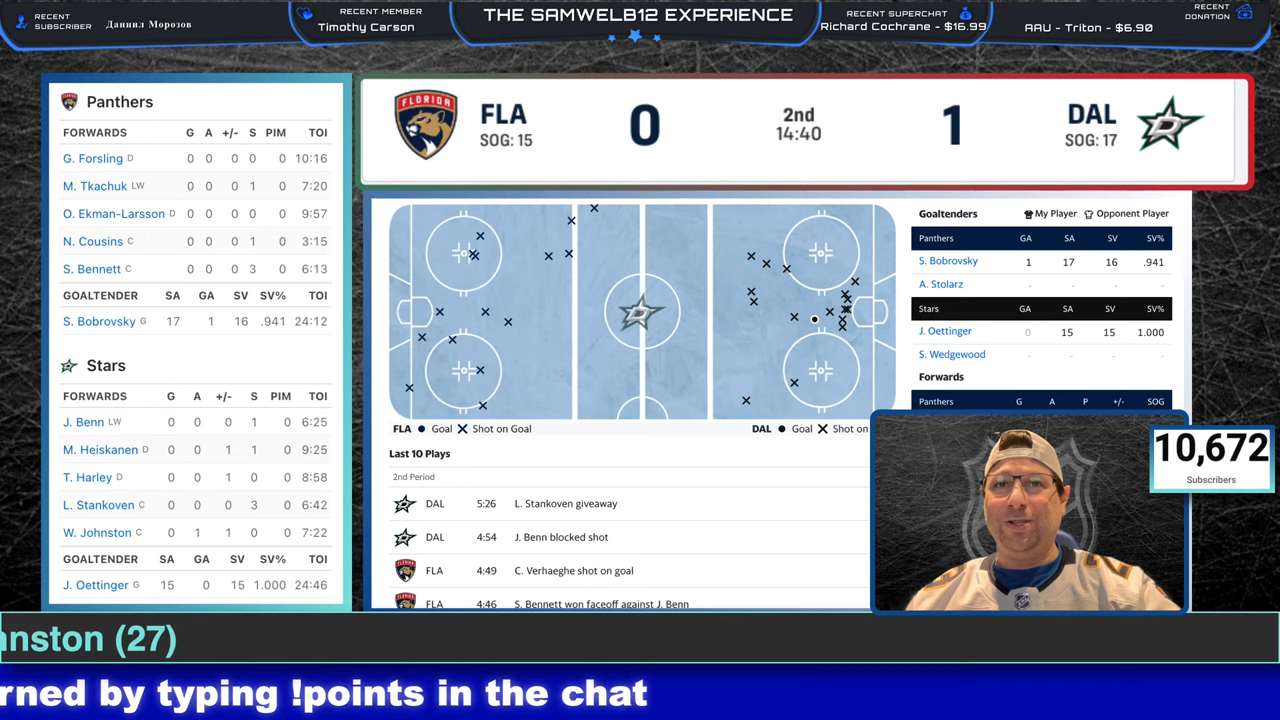 RECENT
SUBSCRIBER
Даниил Морозов
RECENT MEMBER
Timothy Carson
THE SAMWELB12 EXPERIENCE
RECENT SUPERCHAT
Richard Cochrane - $16.99
AAU - Triton - $6.90
RECENT
DONATION
Panthers
FORWARDS G A +/- S PIM TOI
G. Forsling D 0 0 0 0 0 10:16
M. Tkachuk LW 0 0 0 1 0 7:20
O. Ekman-Larsson D 0 0 0 0 0 9:57
N. Cousins C 0 0 0 1 0 3:15
S. Bennett C 0 0 0 3 0 6:13
GOALTENDER SA GA SV SV% TOI
S. Bobrovsky G 17 1 16 .941 24:12
Stars
FORWARDS G A +/- S PIM TOI
J. Benn LW 0 0 0 1 0 6:25
M. Heiskanen D 0 0 1 1 0 9:25
T. Harley D 0 0 1 0 0 8:58
L. Stankoven C 0 0 0 3 0 6:42
W. Johnston C 0 1 1 0 0 7:22
GOALTENDER SA GA SV SV% TOI
J. Oettinger G 15 0 15 1.000 24:46
FLORIDA
FLA
SOG: 15
0
2nd
14:40
1
DAL
SOG: 17
D
D
FLA Goal Shot on Goal
DAL Goal Shot on
Last 10 Plays
2nd Period
DAL 5:26 L. Stankoven giveaway
DAL 4:54 J. Benn blocked shot
FLA 4:49 C. Verhaeghe shot on goal
FLA 4:46 S. Bennett won faceoff against J. Benn
Goaltenders My Player Opponent Player
Panthers GA SA SV SV%
S. Bobrovsky 1 17 16 .941
A. Stolarz - - - -
Stars GA SA SV SV%
J. Oettinger 0 15 15 1.000
S. Wedgewood - - - -
Forwards
Panthers G A P +/- SOG
10,672
Subscribers
nston (27)
rned by typing !points in the chat